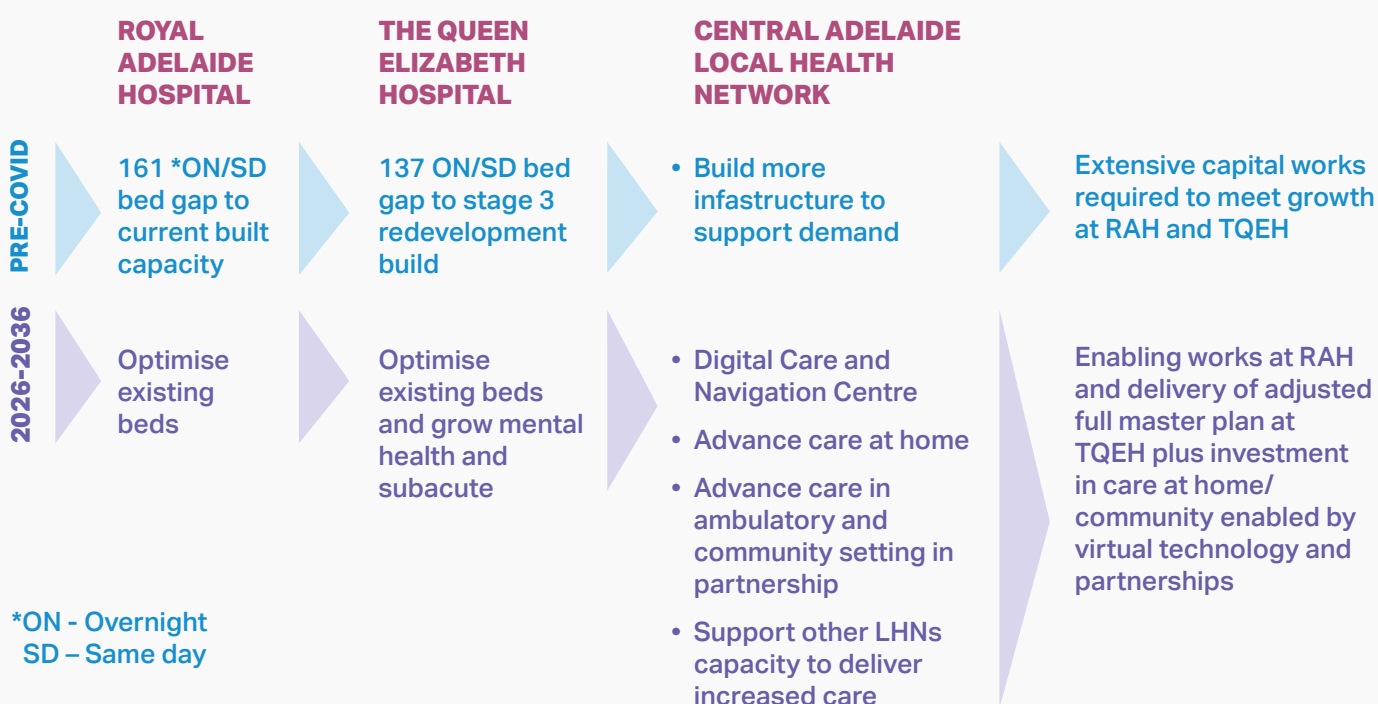 ROYAL
ADELAIDE
HOSPITAL
THE QUEEN
ELIZABETH
HOSPITAL
CENTRAL ADELAIDE
LOCAL HEALTH
NETWORK
PRE-COVID
161 *ON/SD
bed gap to
current built
capacity
137 ON/SD bed
gap to stage 3
redevelopment
build
• Build more
infastructure to
support demand
Extensive capital works
required to meet growth
at RAH and TQEH
2026-2036
Optimise
existing
beds
Optimise
existing beds
and grow mental
health and
subacute
• Digital Care and
Navigation Centre
• Advance care at home
• Advance care in
ambulatory and
community setting in
partnership
• Support other LHNs
capacity to deliver
increased care
Enabling works at RAH
and delivery of adjusted
full master plan at
TQEH plus investment
in care at home/
community enabled by
virtual technology and
partnerships
*ON - Overnight
SD – Same day